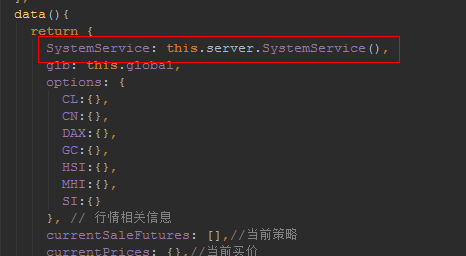 data(){
return {
SystemService: this.server.SystemService(),
glb: this.global,
options: {
CL:{},
CN:{},
DAX:{},
GC:{},
HSI:{},
MHI:{},
SI:{}
}, // 行情相关信息
currentSaleFutures: [],//当前策略
currentPrices: {},//当前买价